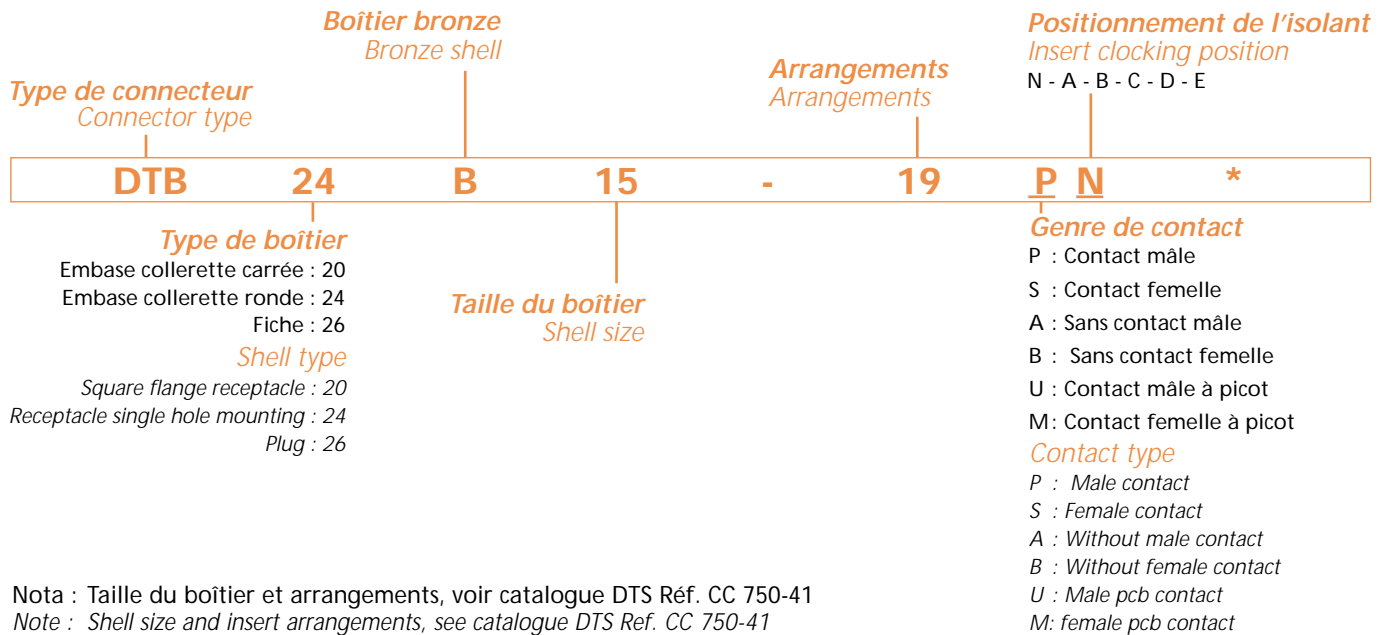 Boîtier bronze
Bronze shell
Positionnement de l'isolant
Insert clocking position
N - A - B - C - D - E
Arrangements
Arrangements
Type de connecteur
Connector type
DTB 24 B 15 - 19 P N *
Type de boîtier
Embase collerette carrée : 20
Embase collerette ronde : 24
Fiche : 26
Shell type
Square flange receptacle : 20
Receptacle single hole mounting : 24
Plug : 26
Taille du boîtier
Shell size
Genre de contact
P : Contact mâle
S : Contact femelle
A : Sans contact mâle
B : Sans contact femelle
U : Contact mâle à picot
M : Contact femelle à picot
Contact type
P : Male contact
S : Female contact
A : Without male contact
B : Without female contact
U : Male pcb contact
M: female pcb contact
Nota : Taille du boîtier et arrangements, voir catalogue DTS Réf. CC 750-41
Note : Shell size and insert arrangements, see catalogue DTS Ref. CC 750-41